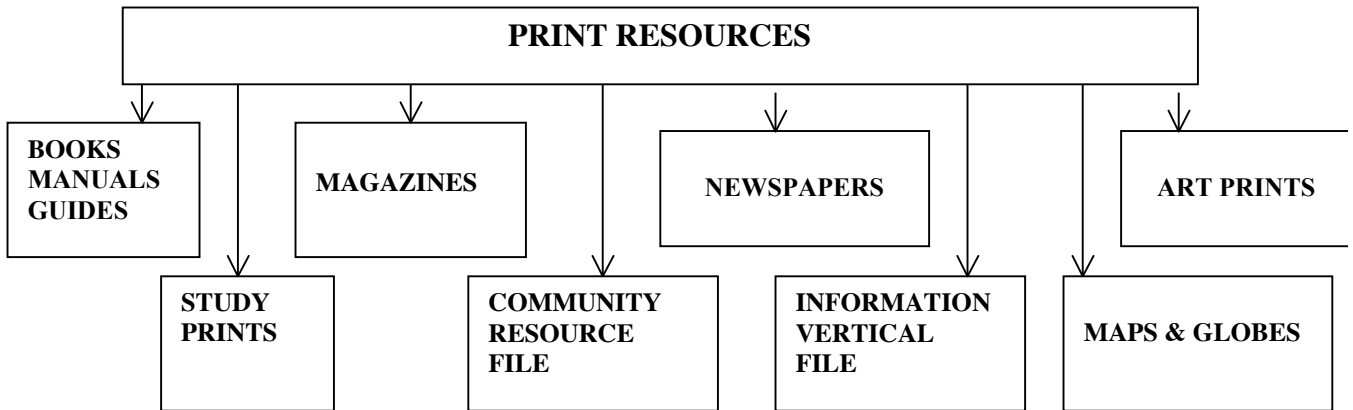 PRINT RESOURCES
BOOKS
MANUALS
GUIDES
MAGAZINES
NEWSPAPERS
ART PRINTS
STUDY
PRINTS
COMMUNITY
RESOURCE
FILE
INFORMATION
VERTICAL
FILE
MAPS & GLOBES